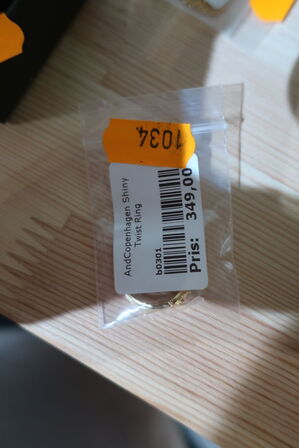 1034
AndCopenhagen Shiny
Twist Ring
b0301
Pris: 349,00